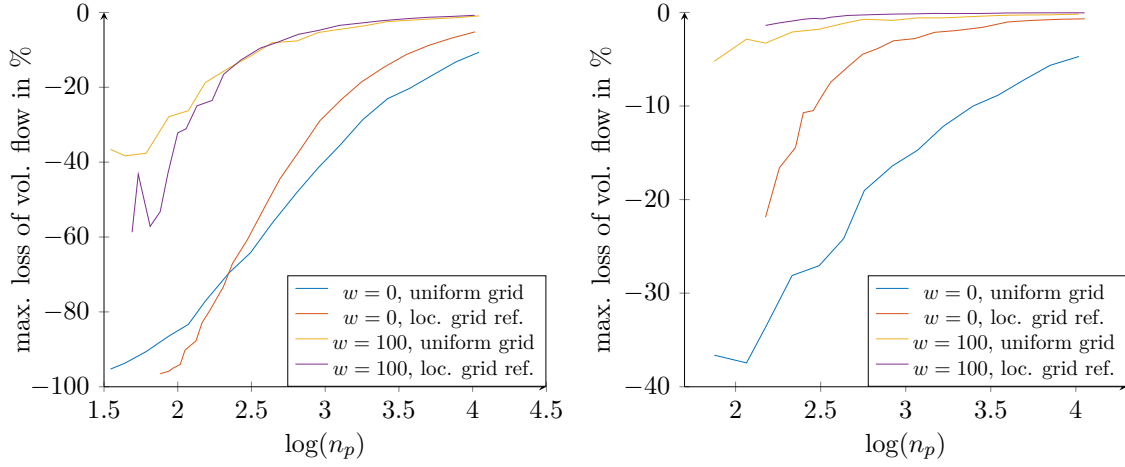 0
−20
−40
−60
−80
−100
1.5 2 2.5 3 3.5 4 4.5
log(n_p)
max. loss of vol. flow in %
w = 0, uniform grid
w = 0, loc. grid ref.
w = 100, uniform grid
w = 100, loc. grid ref.
0
−10
−20
−30
−40
2 2.5 3 3.5 4
log(n_p)
max. loss of vol. flow in %
w = 0, uniform grid
w = 0, loc. grid ref.
w = 100, uniform grid
w = 100, loc. grid ref.